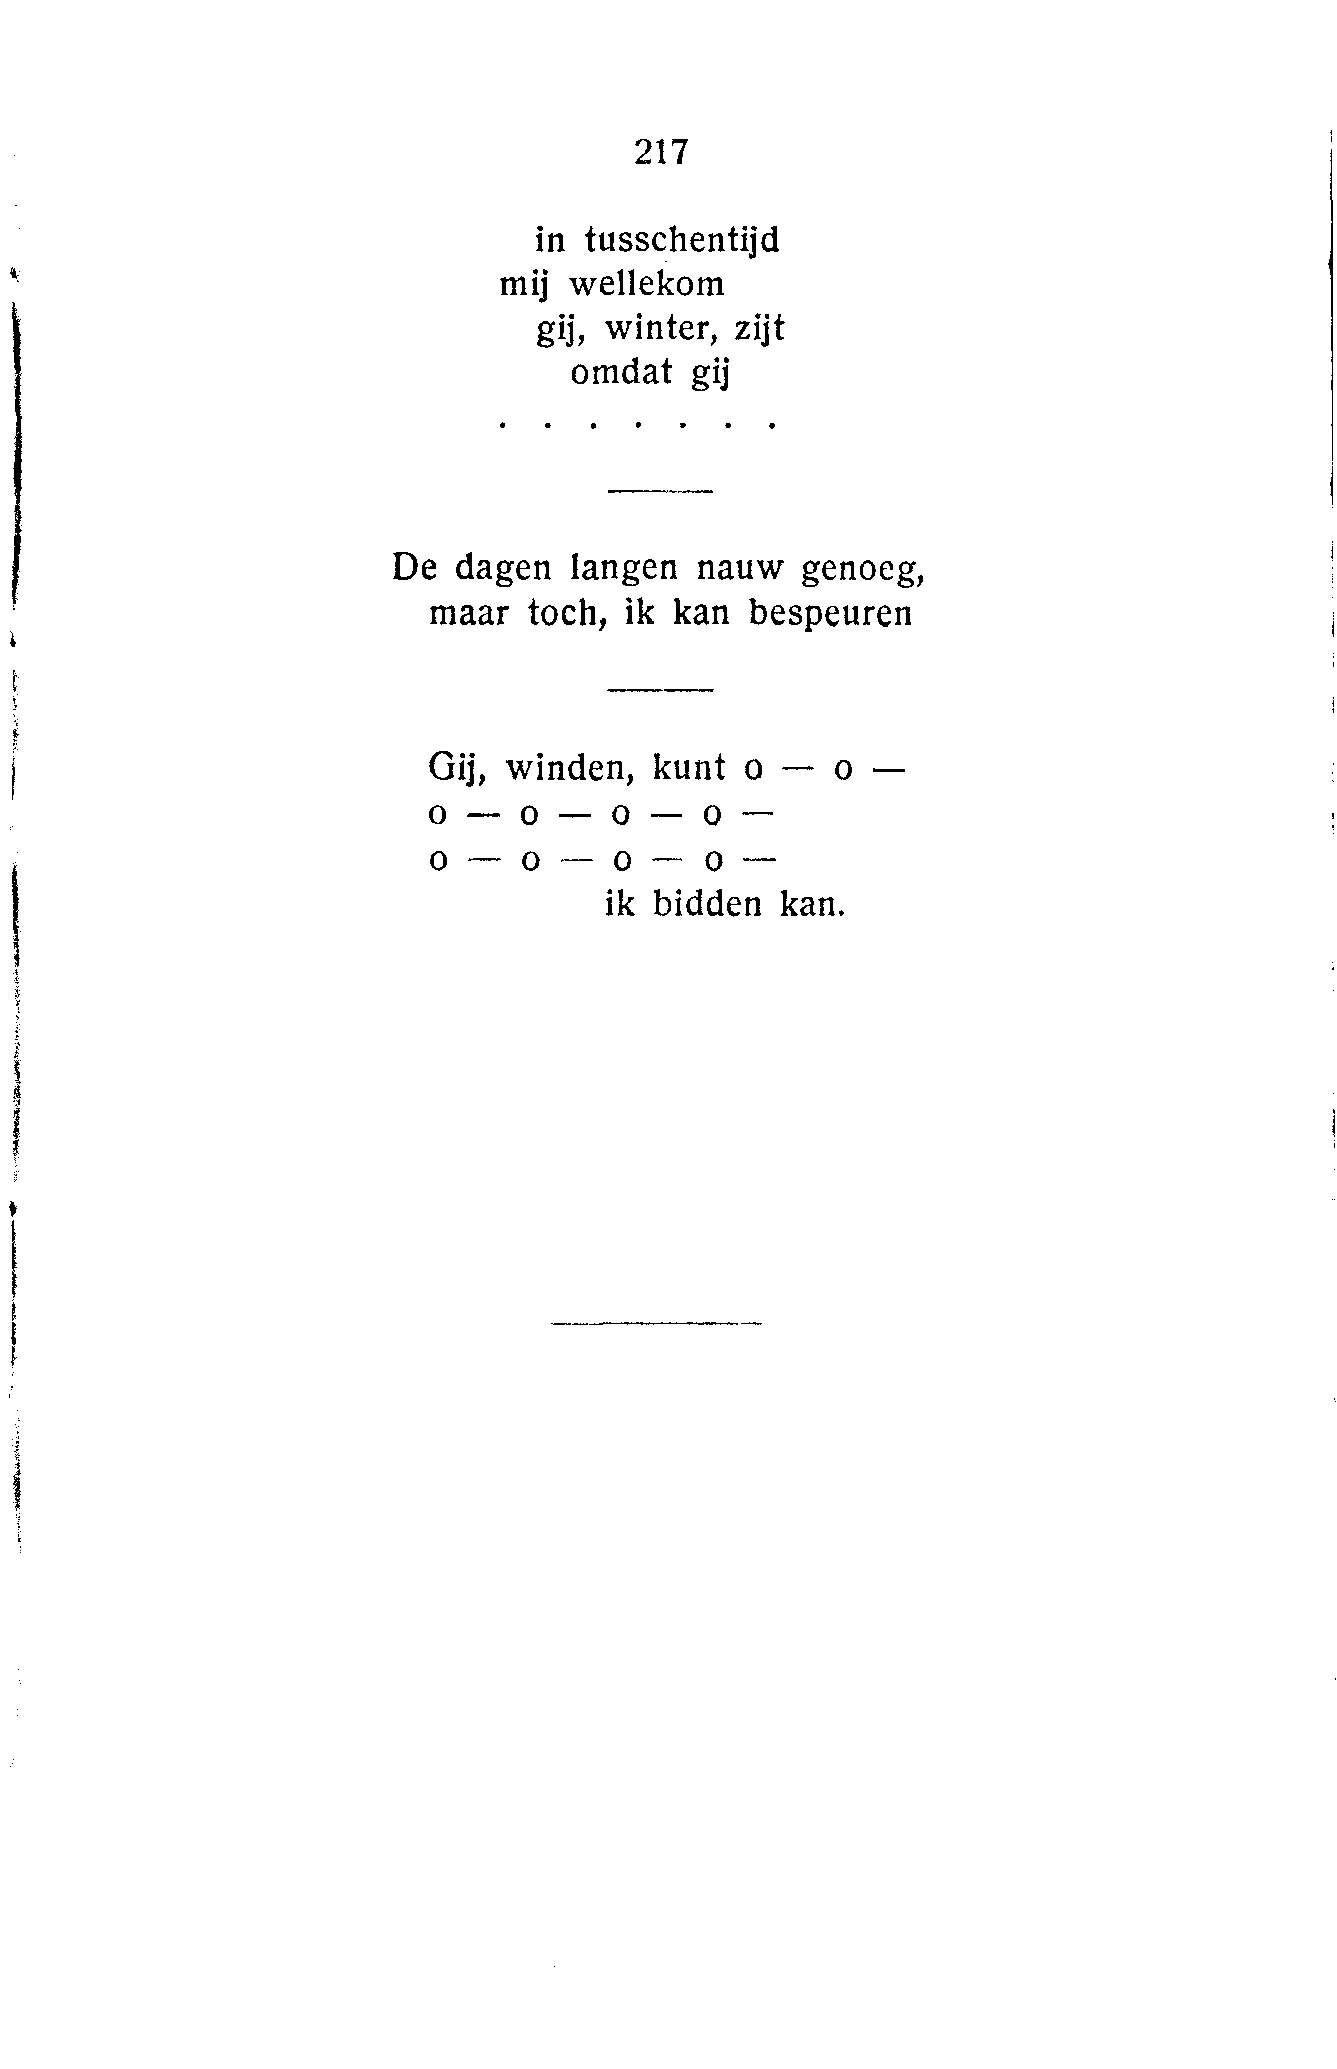 217
in tusschentijd
mij wellekom
gij, winter, zijt
omdat gij
. . . . . . .
De dagen langen nauw genoeg,
maar toch, ik kan bespeuren
Gij, winden, kunt o — o —
o — o — o — o —
o — o — o — o —
ik bidden kan.